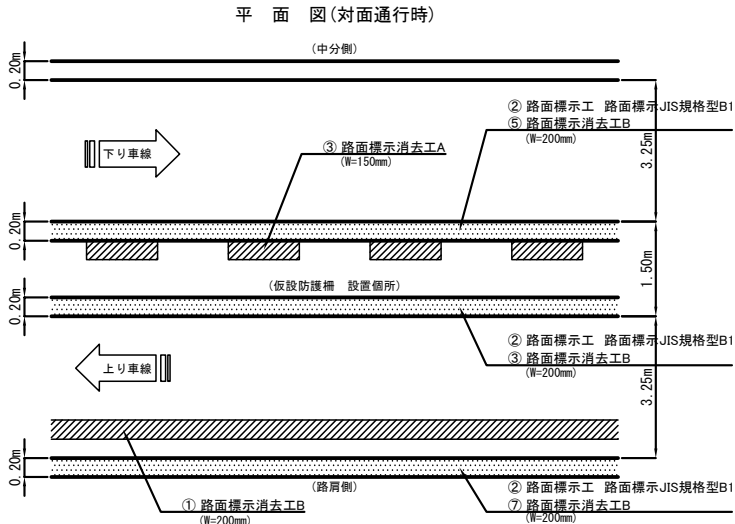 平 面 図(対面通行時)
(中分側)
0.20m
② 路面標示工 路面標示JIS規格型B1
⑤ 路面標示消去工B
(W=200mm)
3.25m
③ 路面標示消去工A
(W=150mm)
下り車線
0.20m
1.50m
(仮設防護柵 設置個所)
0.20m
② 路面標示工 路面標示JIS規格型B1
③ 路面標示消去工B
(W=200mm)
上り車線
3.25m
0.20m
(路肩側)
② 路面標示工 路面標示JIS規格型B1
⑦ 路面標示消去工B
(W=200mm)
① 路面標示消去工B
(W=200mm)